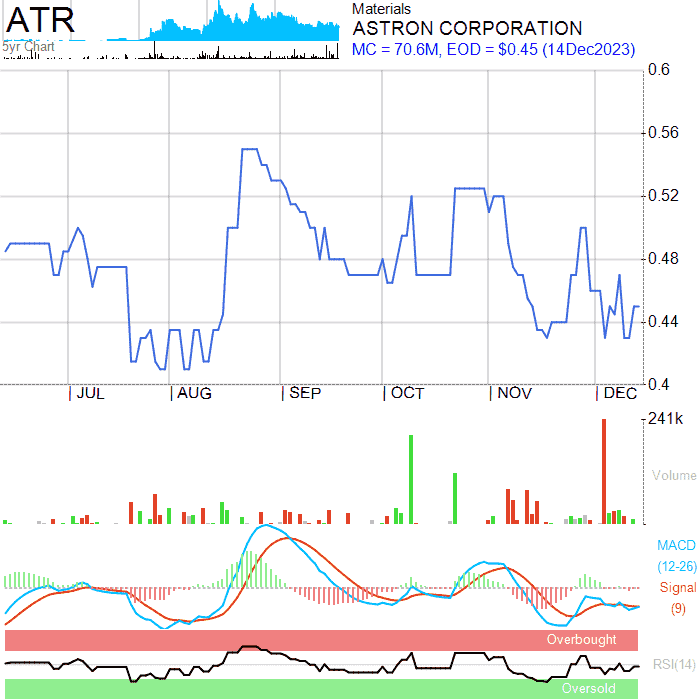 ATR
5yr Chart
Materials
ASTRON CORPORATION
MC = 70.6M, EOD = $0.45 (14Dec2023)
0.6
0.56
0.52
0.48
0.44
0.4
JUL AUG SEP OCT NOV DEC
241k
Volume
MACD
(12-26)
Signal
(9)
Overbought
RSI(14)
Oversold